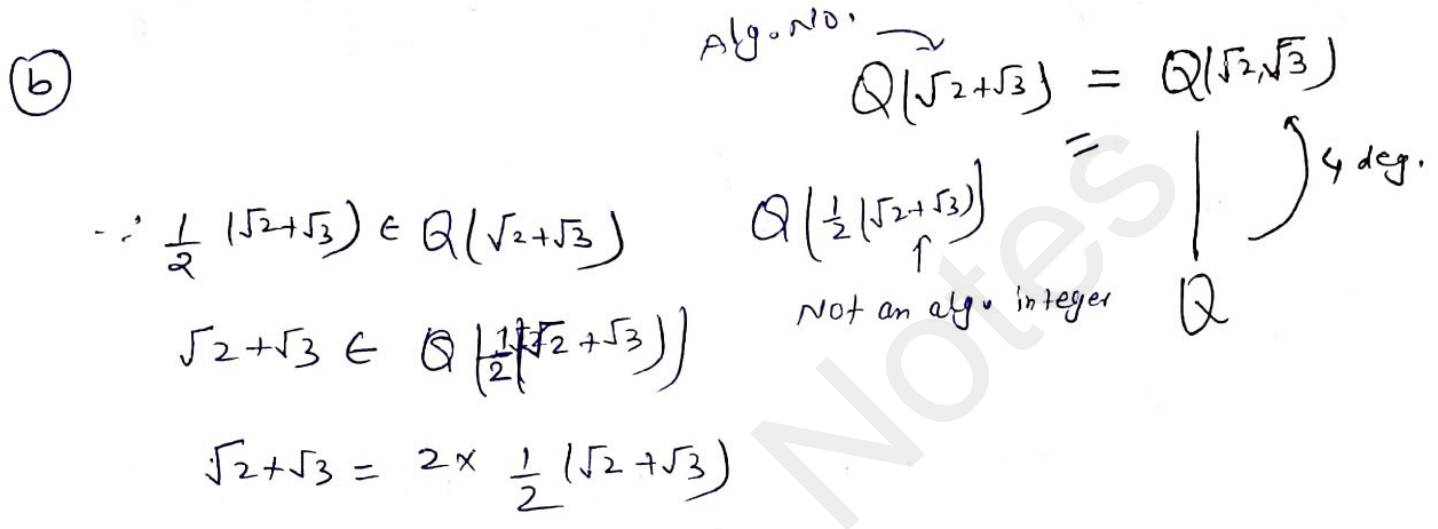 (b)
Alg. No.
Q(√2+√3) = Q(√2,√3)
=
4 deg.
∴ 1/2 (√2+√3) ∈ Q(√2+√3)
Q(1/2(√2+√3))
Not an alg. integer
Q
√2+√3 ∈ Q(1/2(√2+√3))
√2+√3 = 2× 1/2 (√2+√3)
Notes